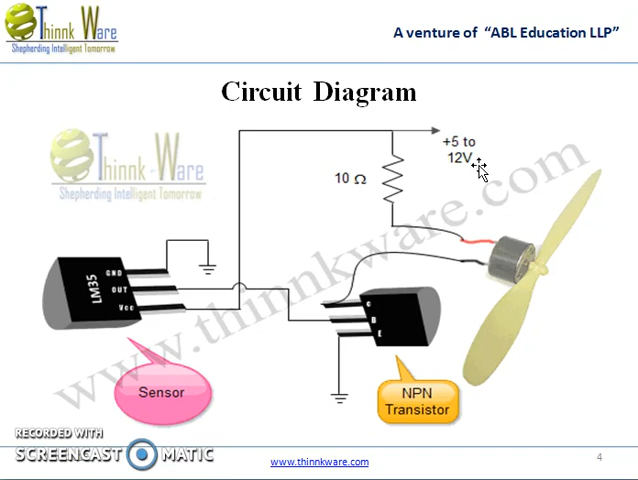 Thinnk Ware
Shepherding Intelligent Tomorrow
A venture of "ABL Education LLP"
Circuit Diagram
Thinnk Ware
Shepherding Intelligent Tomorrow
+5 to
12V
10 Ω
www.thinnkware.com
LM35
GND
OUT
Vcc
C
B
E
Sensor
NPN
Transistor
RECORDED WITH
SCREENCAST MATIC
www.thinnkware.com
4